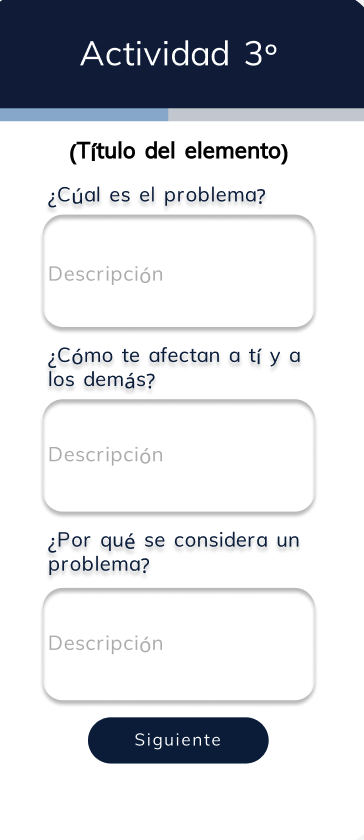 Actividad 3º
(Título del elemento)
¿Cúal es el problema?
Descripción
¿Cómo te afectan a tí y a
los demás?
Descripción
¿Por qué se considera un
problema?
Descripción
Siguiente